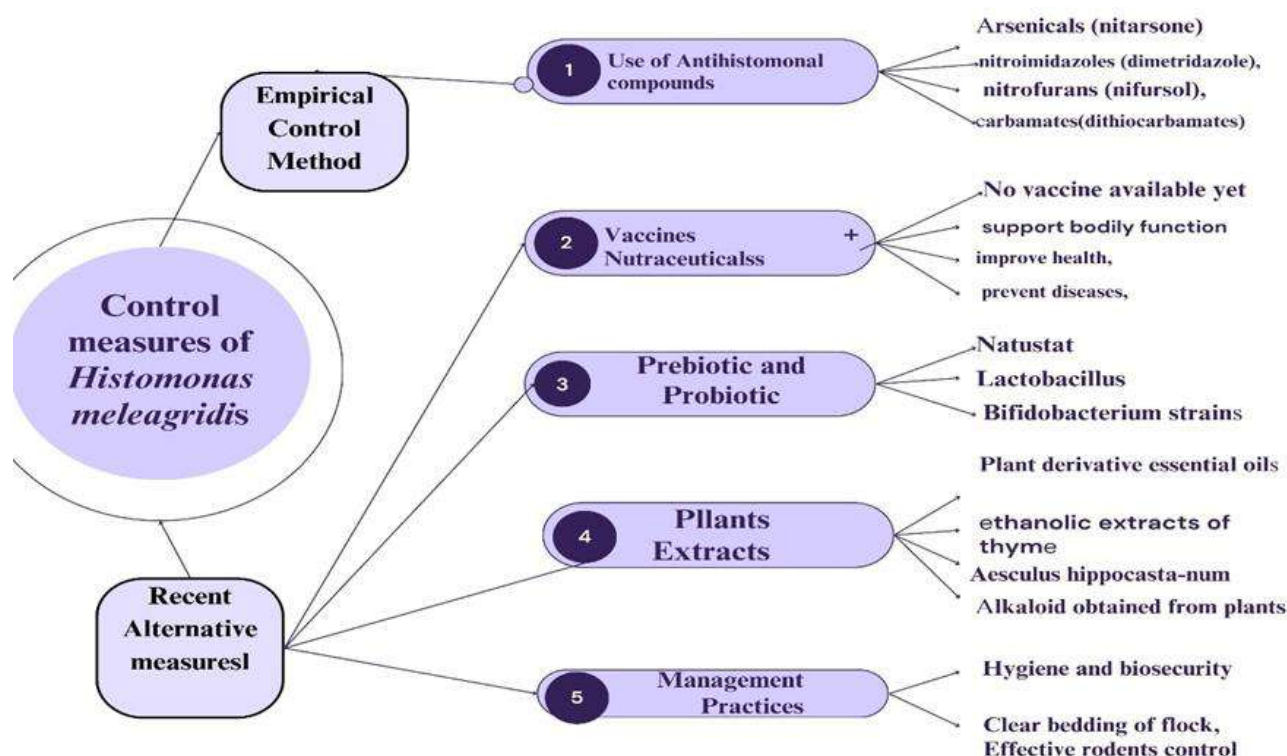 Control
measures of
Histomonas
meleagridis
Empirical
Control
Method
1
Use of Antihistomonal
compounds
Arsenicals (nitarsone)
nitroimidazoles (dimetridazole),
nitrofurans (nifursol),
carbamates(dithiocarbamates)
Recent
Alternative
measuresl
2
Vaccines
Nutraceuticalss
+
No vaccine available yet
support bodily function
improve health,
prevent diseases,
3
Prebiotic and
Probiotic
Natustat
Lactobacillus
Bifidobacterium strains
4
Pllants
Extracts
Plant derivative essential oils
ethanolic extracts of
thyme
Aesculus hippocasta-num
Alkaloid obtained from plants
5
Management
Practices
Hygiene and biosecurity
Clear bedding of flock,
Effective rodents control